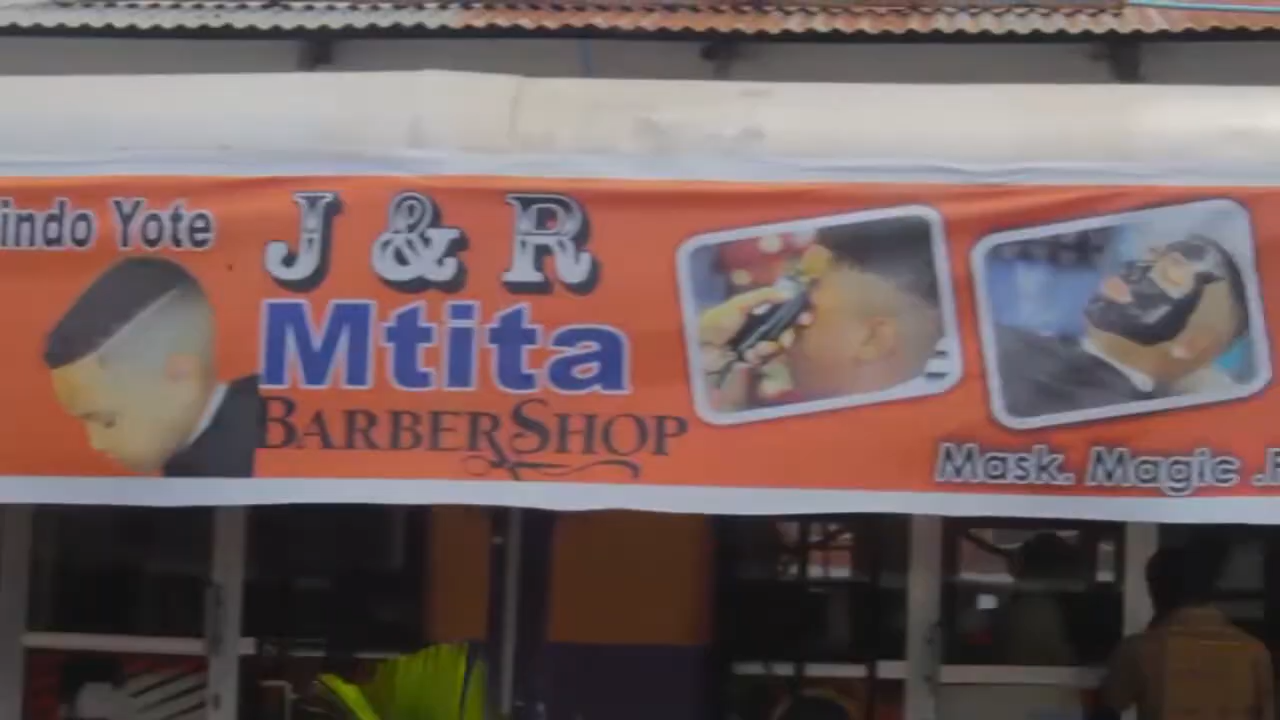 indo Yote
J & R
Mtita
BARBERSHOP
Mask. Magic .